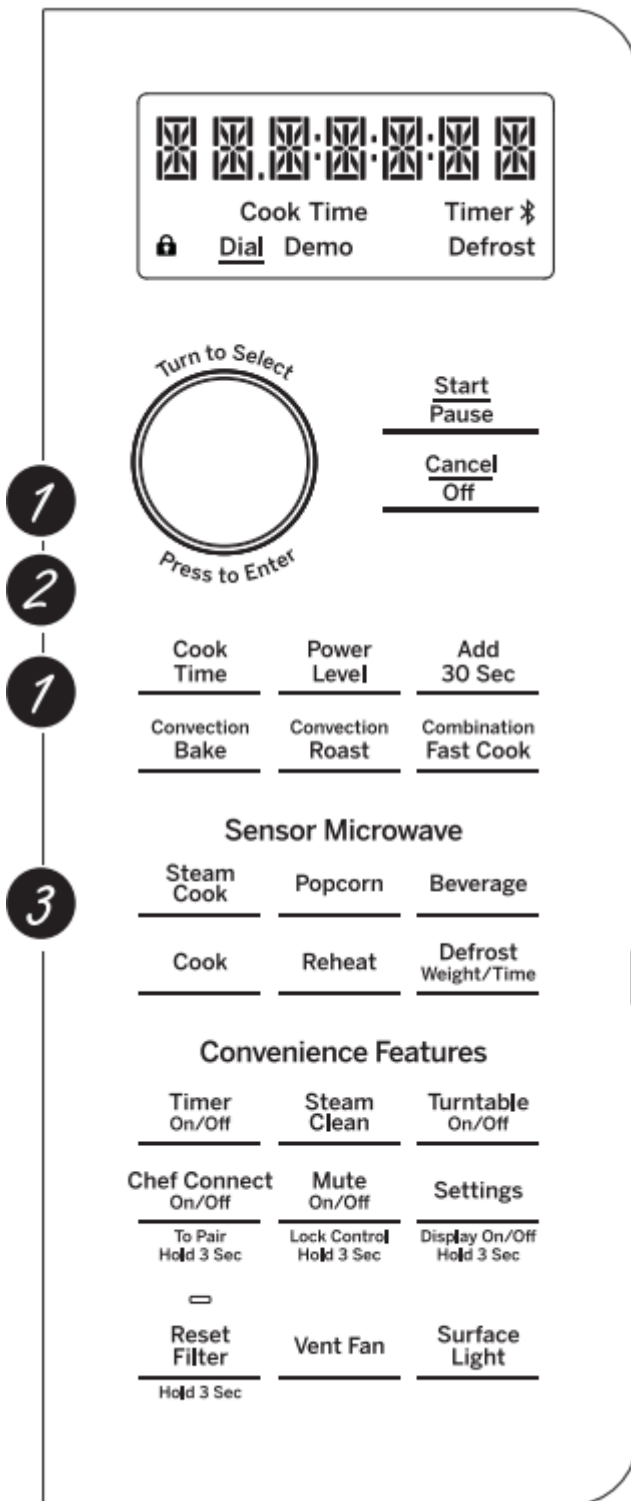 Cook Time Timer
Dial Demo Defrost
Turn to Select
Start
Pause
Cancel
Off
1
Press to Enter
2
Cook Time
Power Level
Add 30 Sec
1
Convection Bake
Convection Roast
Combination Fast Cook
Sensor Microwave
Steam Cook
Popcorn
Beverage
3
Cook
Reheat
Defrost Weight/Time
Convenience Features
Timer On/Off
Steam Clean
Turntable On/Off
Chef Connect On/Off
Mute On/Off
Settings
To Pair Hold 3 Sec
Lock Control Hold 3 Sec
Display On/Off Hold 3 Sec
Reset Filter
Vent Fan
Surface Light
Hold 3 Sec